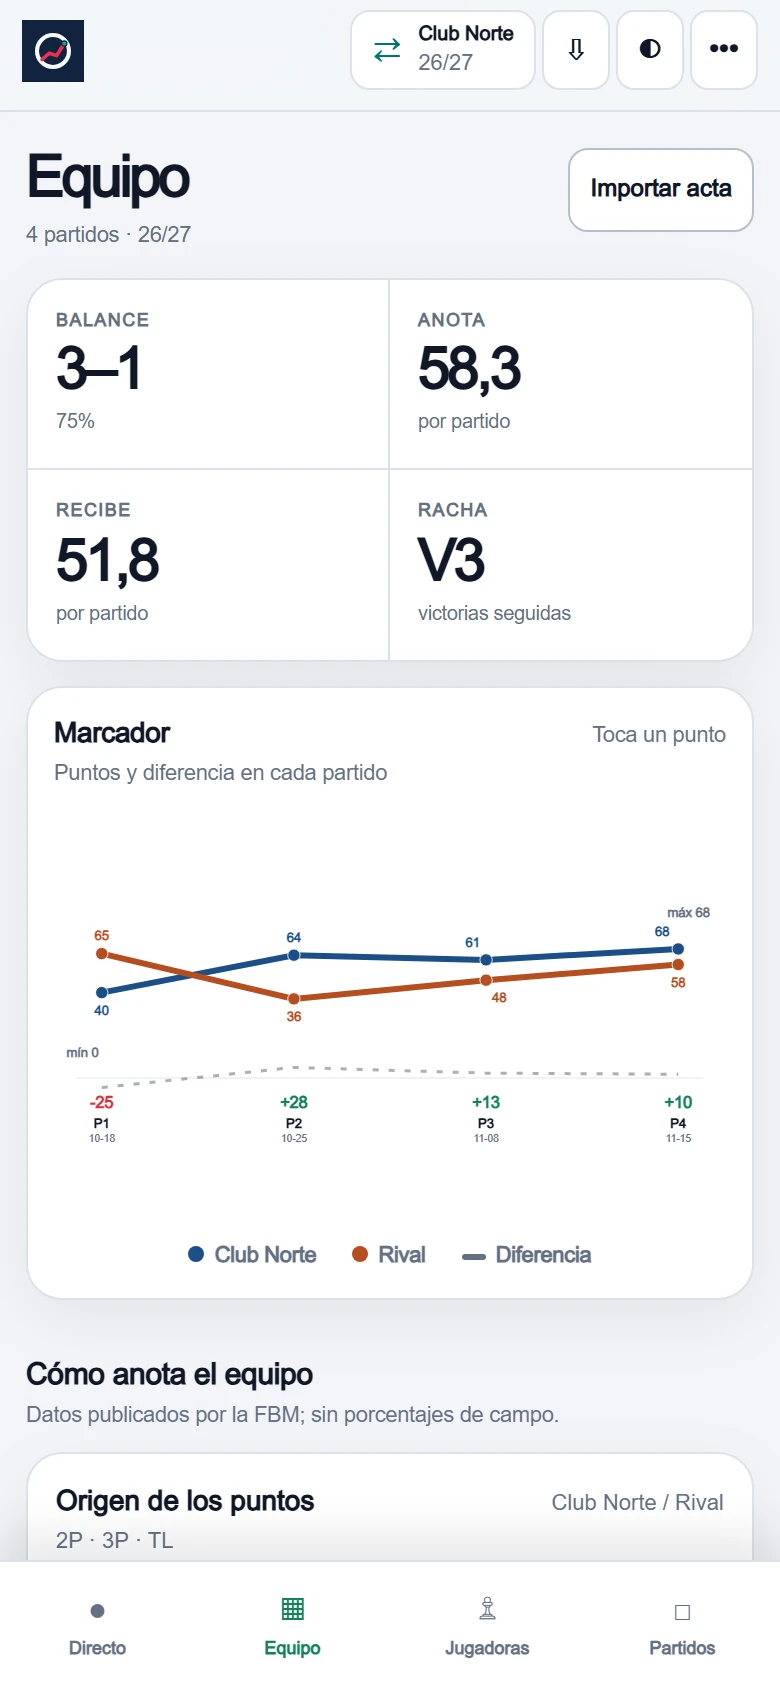 Club Norte
26/27
Equipo
4 partidos · 26/27
Importar acta
BALANCE
3–1
75%
ANOTA
58,3
por partido
RECIBE
51,8
por partido
RACHA
V3
victorias seguidas
Marcador
Toca un punto
Puntos y diferencia en cada partido
máx 68
65 64 61 68
40 36 48 58
mín 0
-25 +28 +13 +10
P1 P2 P3 P4
10-18 10-25 11-08 11-15
Club Norte Rival Diferencia
Cómo anota el equipo
Datos publicados por la FBM; sin porcentajes de campo.
Origen de los puntos
Club Norte / Rival
2P · 3P · TL
Directo Equipo Jugadoras Partidos